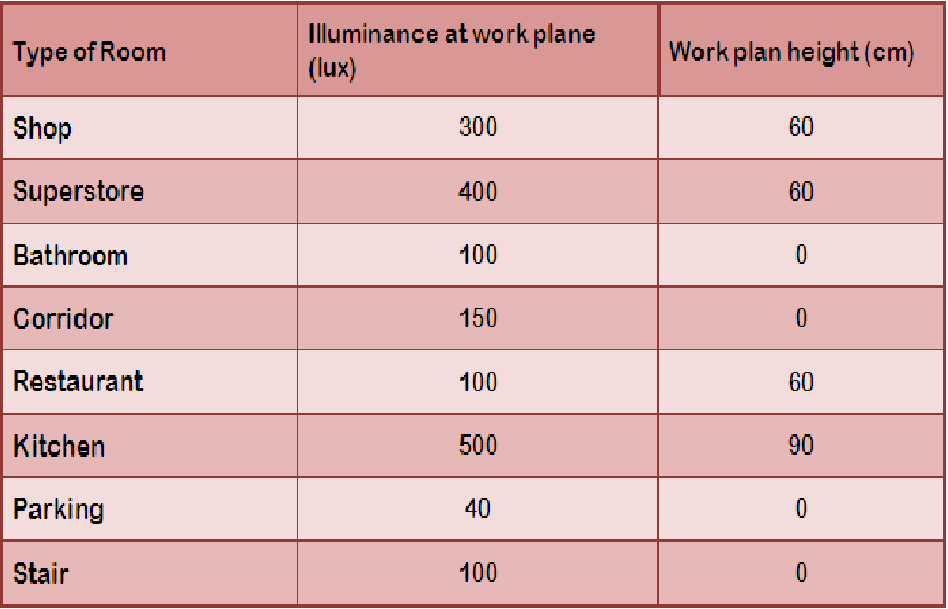 Type of Room Illuminance at work plane (lux) Work plan height (cm)
Shop 300 60
Superstore 400 60
Bathroom 100 0
Corridor 150 0
Restaurant 100 60
Kitchen 500 90
Parking 40 0
Stair 100 0